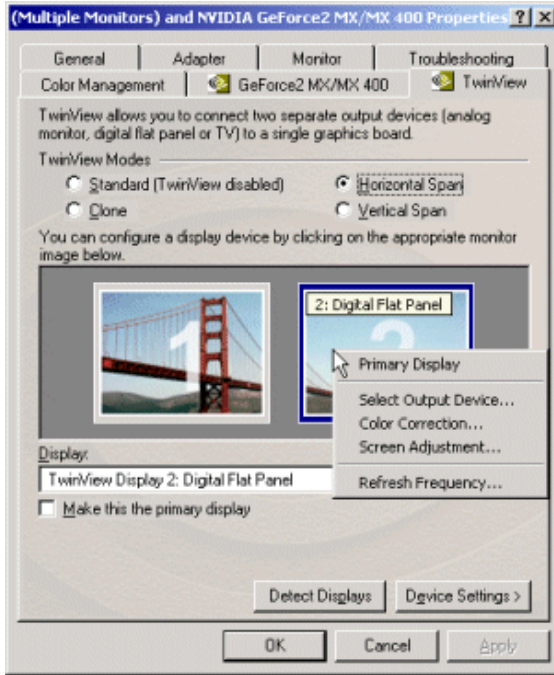 (Multiple Monitors) and NVIDIA GeForce2 MX/MX 400 Properties
General Adapter Monitor Troubleshooting
Color Management GeForce2 MX/MX 400 TwinView
TwinView allows you to connect two separate output devices (analog
monitor, digital flat panel or TV) to a single graphics board.
TwinView Modes
Standard (TwinView disabled) Horizontal Span
Clone Vertical Span
You can configure a display device by clicking on the appropriate monitor
image below.
1
2: Digital Flat Panel
2
Primary Display
Select Output Device...
Color Correction...
Screen Adjustment...
Refresh Frequency...
Display:
TwinView Display 2: Digital Flat Panel
Make this the primary display
Detect Displays Device Settings >
OK Cancel Apply